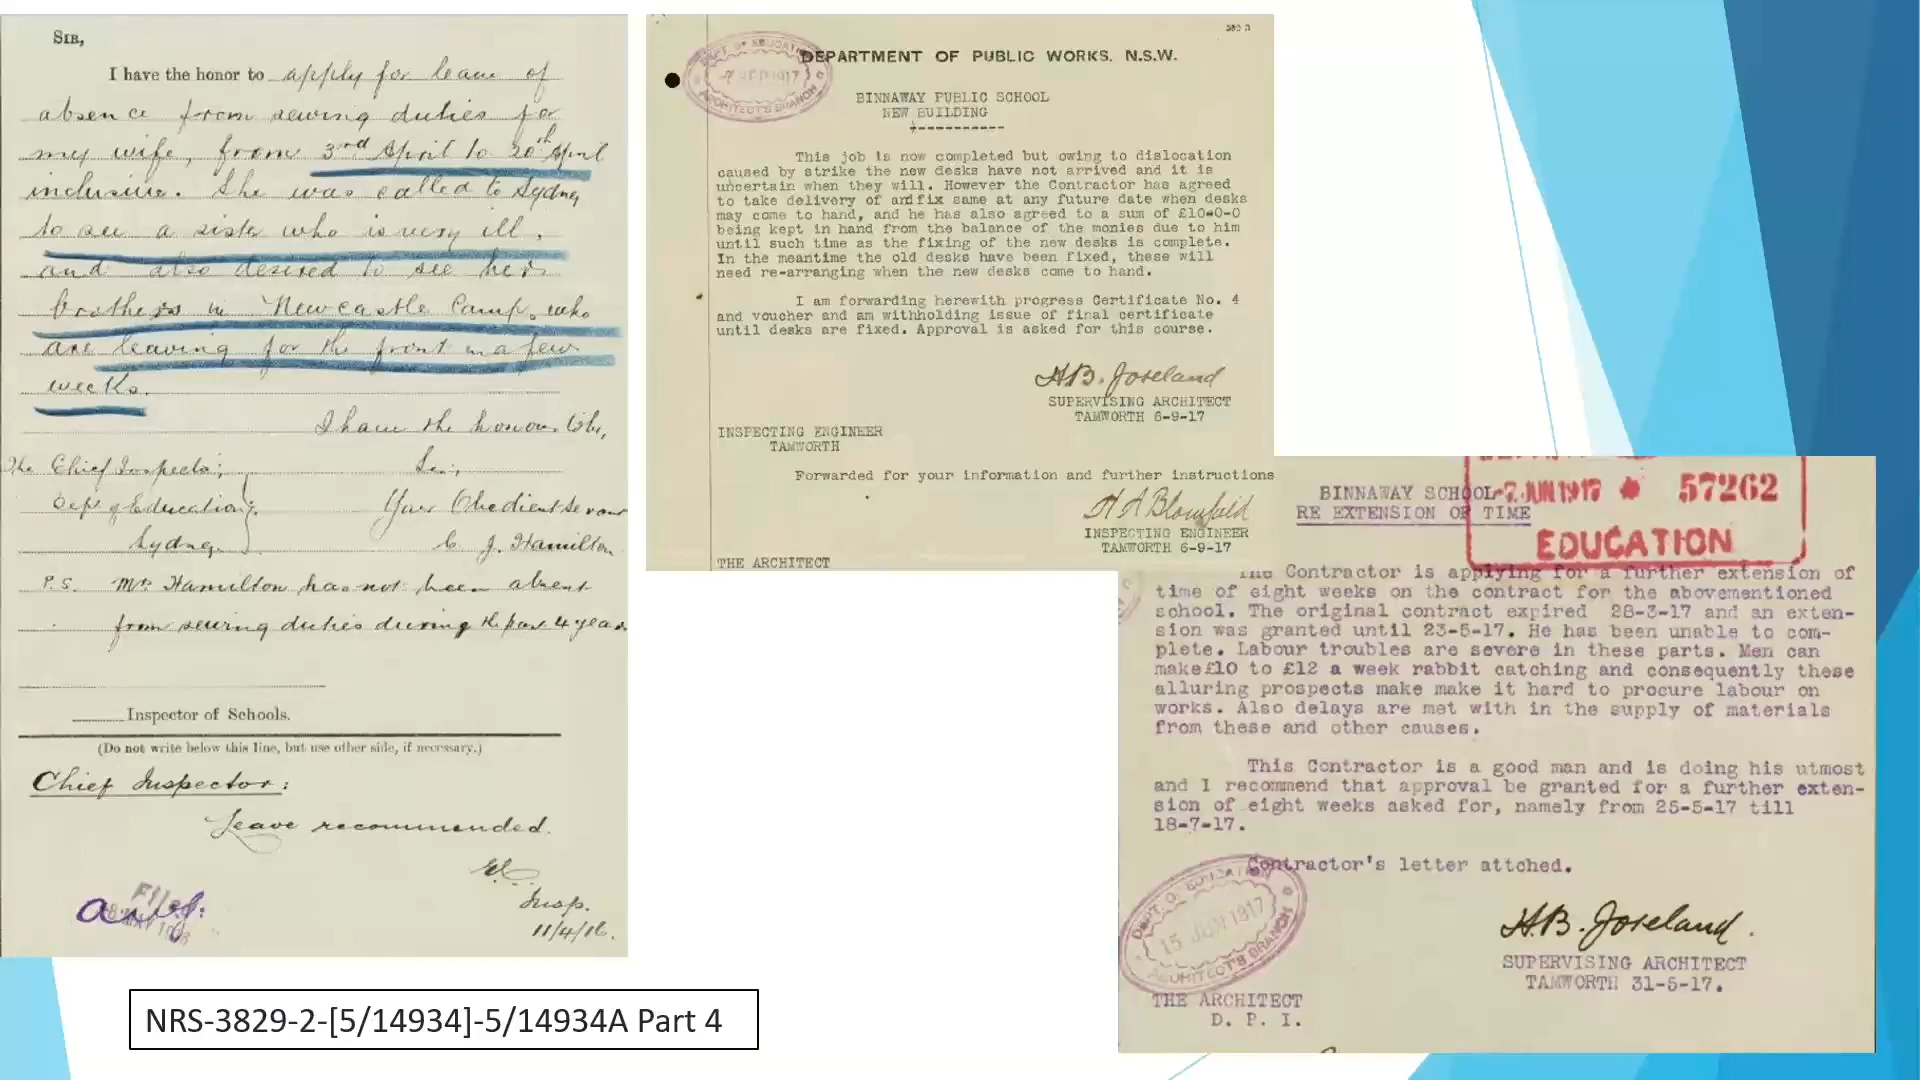 SIR,
I have the honor to apply for leave of
absence from sewing duties for
my wife, from 3rd April to 20th April
inclusive. She was called to Sydney
to see a sister who is very ill,
and also desired to see her
brothers in Newcastle Camp, who
are leaving for the front in a few
weeks.
I have the honour to be,
The Chief Inspector, Sir,
Dept of Education, Your Obedient Servant
Sydney C. J. Hamilton
P.S. Mrs Hamilton has not been absent
from sewing duties during the past 4 years
Inspector of Schools.
(Do not write below this line, but use other side, if necessary.)
Chief Inspector:
Leave recommended.
Insp.
11/4/16.
DEPARTMENT OF PUBLIC WORKS. N.S.W.
DEPT. OF EDUCATION
1917
ARCHITECT'S BRANCH
BINNAWAY PUBLIC SCHOOL
NEW BUILDING
This job is now completed but owing to dislocation
caused by strike the new desks have not arrived and it is
uncertain when they will. However the Contractor has agreed
to take delivery of and fix same at any future date when desks
may come to hand, and he has also agreed to a sum of £10-0-0
being kept in hand from the balance of the monies due to him
until such time as the fixing of the new desks is complete.
In the meantime the old desks have been fixed, these will
need re-arranging when the new desks come to hand.
I am forwarding herewith progress Certificate No. 4
and voucher and am withholding issue of final certificate
until desks are fixed. Approval is asked for this course.
H.B. Joseland
SUPERVISING ARCHITECT
TAMWORTH 6-9-17
INSPECTING ENGINEER
TAMWORTH
Forwarded for your information and further instructions
H A Blomfield
INSPECTING ENGINEER
TAMWORTH 6-9-17
THE ARCHITECT
BINNAWAY SCHOOL
RE EXTENSION OF TIME
-7 JUN 1917 57262
EDUCATION
The Contractor is applying for a further extension of
time of eight weeks on the contract for the abovementioned
school. The original contract expired 28-3-17 and an exten-
sion was granted until 23-5-17. He has been unable to com-
plete. Labour troubles are severe in these parts. Men can
make £10 to £12 a week rabbit catching and consequently these
alluring prospects make make it hard to procure labour on
works. Also delays are met with in the supply of materials
from these and other causes.
This Contractor is a good man and is doing his utmost
and I recommend that approval be granted for a further exten-
sion of eight weeks asked for, namely from 25-5-17 till
18-7-17.
Contractor's letter attched.
DEPT. OF EDUCATION
15 JUN 1917
ARCHITECT'S BRANCH
H.B. Joseland.
SUPERVISING ARCHITECT
TAMWORTH 31-5-17.
THE ARCHITECT
D. P. I.
NRS-3829-2-[5/14934]-5/14934A Part 4